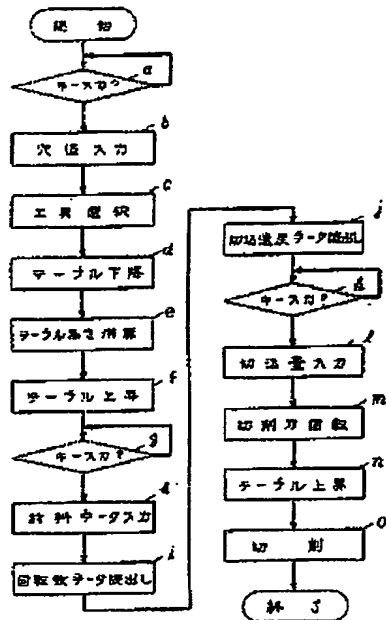 開始
a
キー入力?
b
穴径入力
c
工具選択
d
テーブル下降
e
テーブル高さ演算
f
テーブル上昇
g
キー入力?
h
材料データ入力
i
回転数データ読出し
j
切込速度データ読出し
k
キー入力?
l
切込量入力
m
切削刃回転
n
テーブル上昇
o
切削
終了